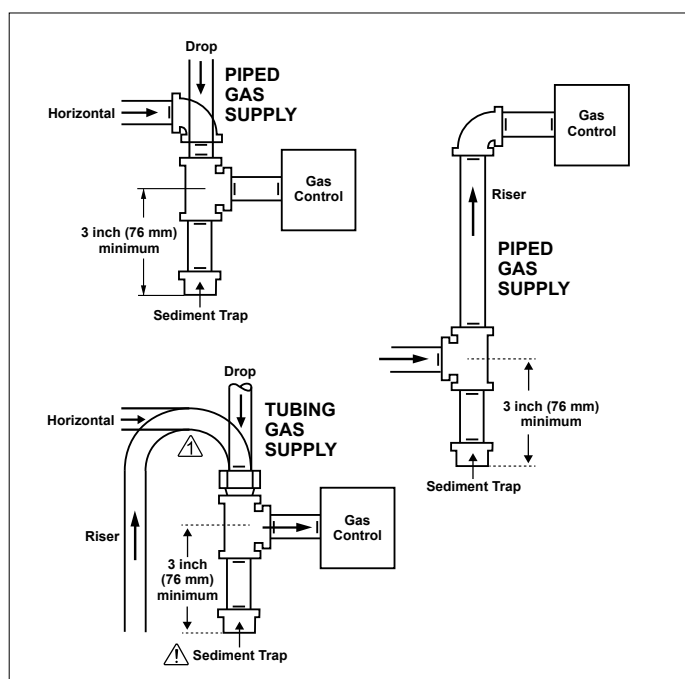 Drop
PIPED
GAS
SUPPLY
Horizontal
Gas
Control
3 inch (76 mm)
minimum
Sediment Trap
Gas
Control
Riser
PIPED
GAS
SUPPLY
3 inch (76 mm)
minimum
Sediment Trap
Drop
TUBING
GAS
SUPPLY
Horizontal
1
Gas
Control
Riser
3 inch
(76 mm)
minimum
! Sediment Trap